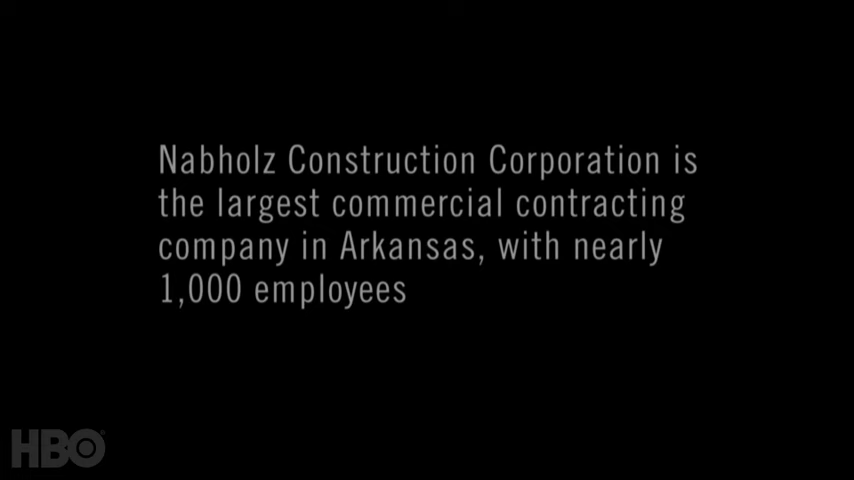 Nabholz Construction Corporation is
the largest commercial contracting
company in Arkansas, with nearly
1,000 employees
HBO